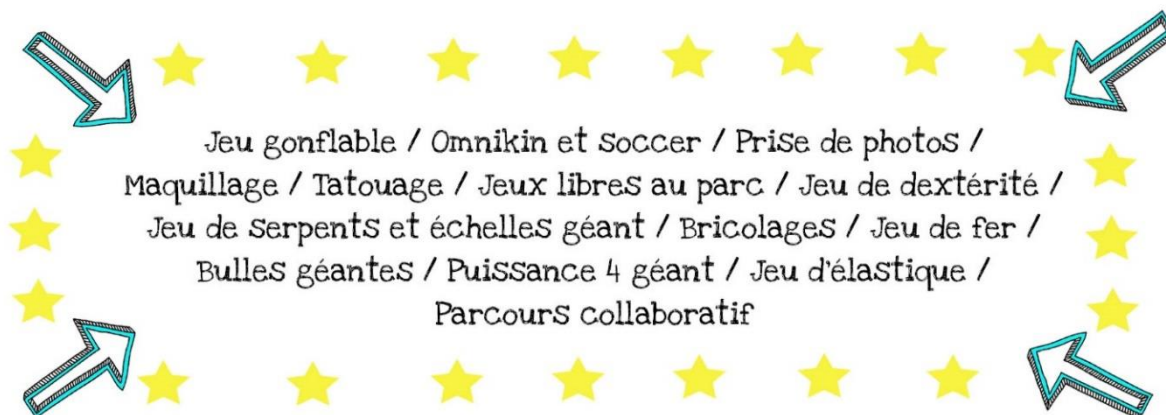 Jeu gonflable / Omnikin et soccer / Prise de photos /
Maquillage / Tatouage / Jeux libres au parc / Jeu de dextérité /
Jeu de serpents et échelles géant / Bricolages / Jeu de fer /
Bulles géantes / Puissance 4 géant / Jeu d'élastique /
Parcours collaboratif